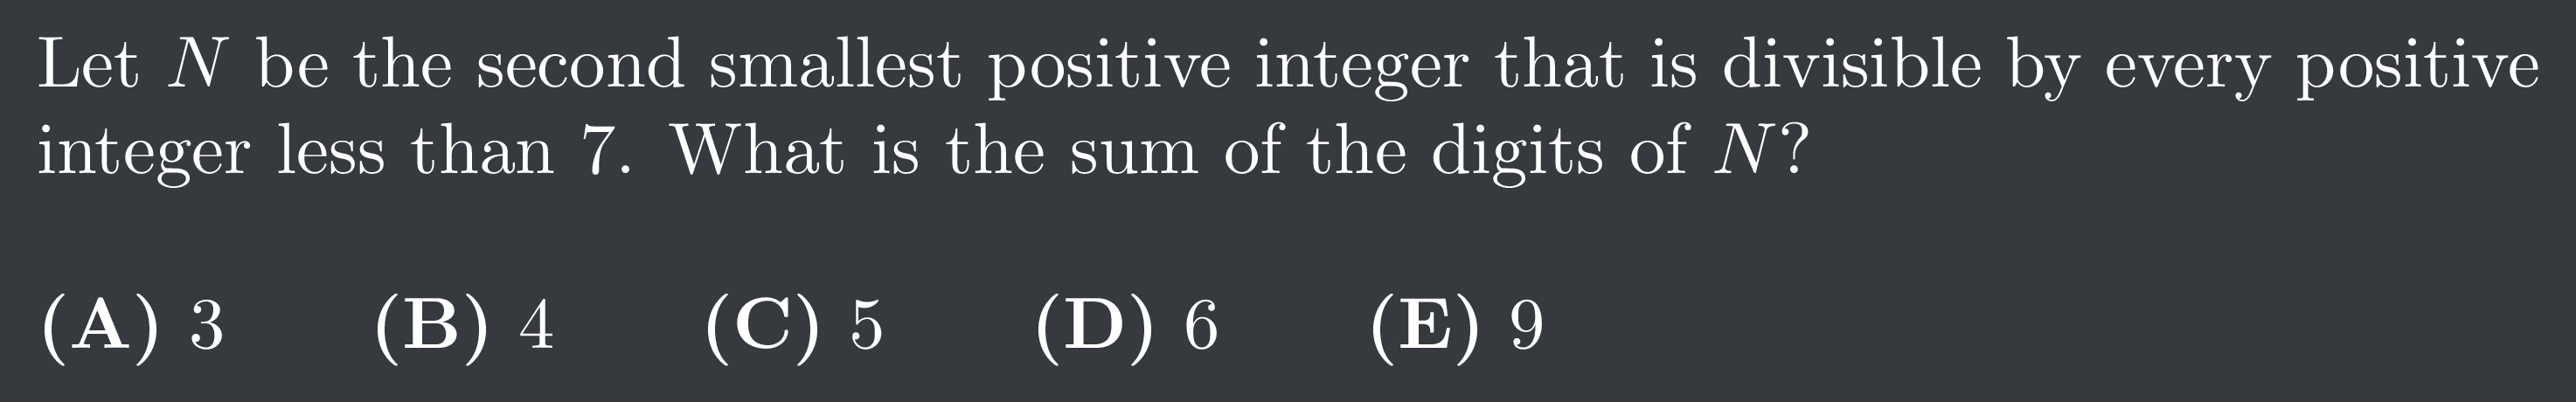 Let N be the second smallest positive integer that is divisible by every positive
integer less than 7. What is the sum of the digits of N?
(A) 3 (B) 4 (C) 5 (D) 6 (E) 9